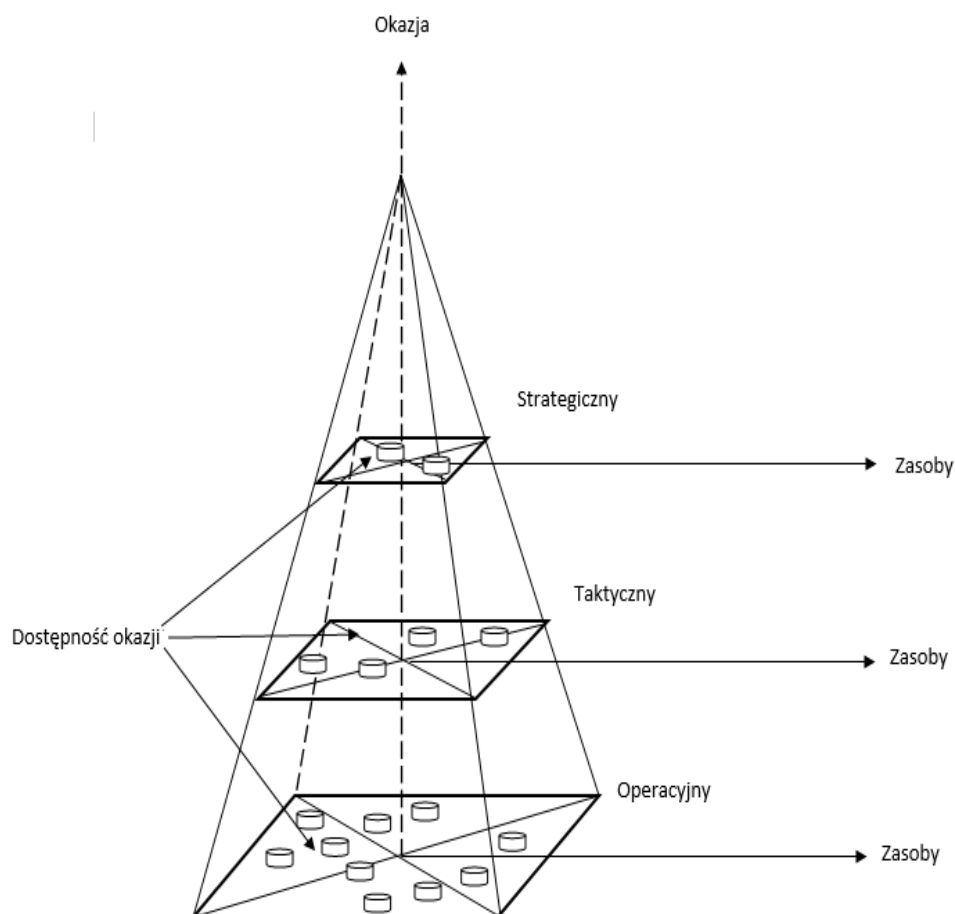 Okazja
Strategiczny
Zasoby
Taktyczny
Dostępność okazji
Zasoby
Operacyjny
Zasoby